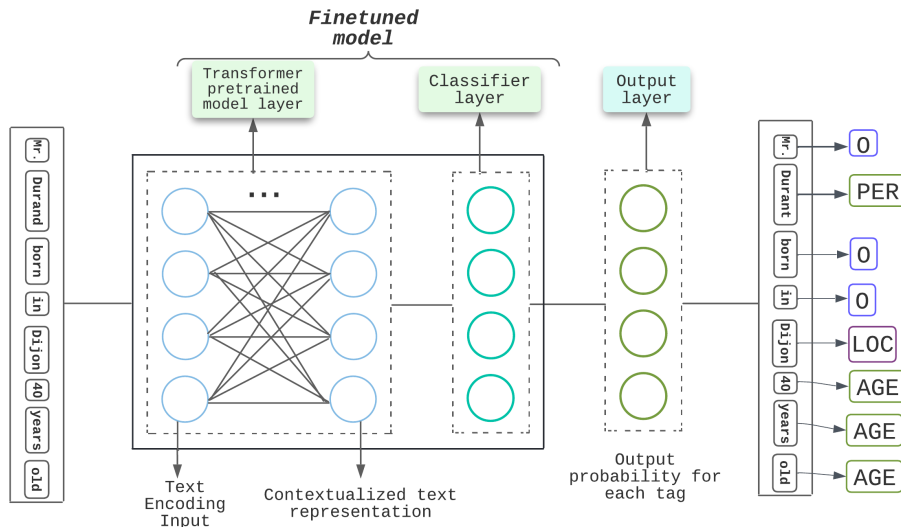 Finetuned
model
Transformer
pretrained
model layer
Classifier
layer
Output
layer
Mr.
Durand
born
in
Dijon
40
years
old
...
Text
Encoding
Input
Contextualized text
representation
Output
probability for
each tag
Mr.
O
Durant
PER
born
O
in
O
Dijon
LOC
40
AGE
years
AGE
old
AGE